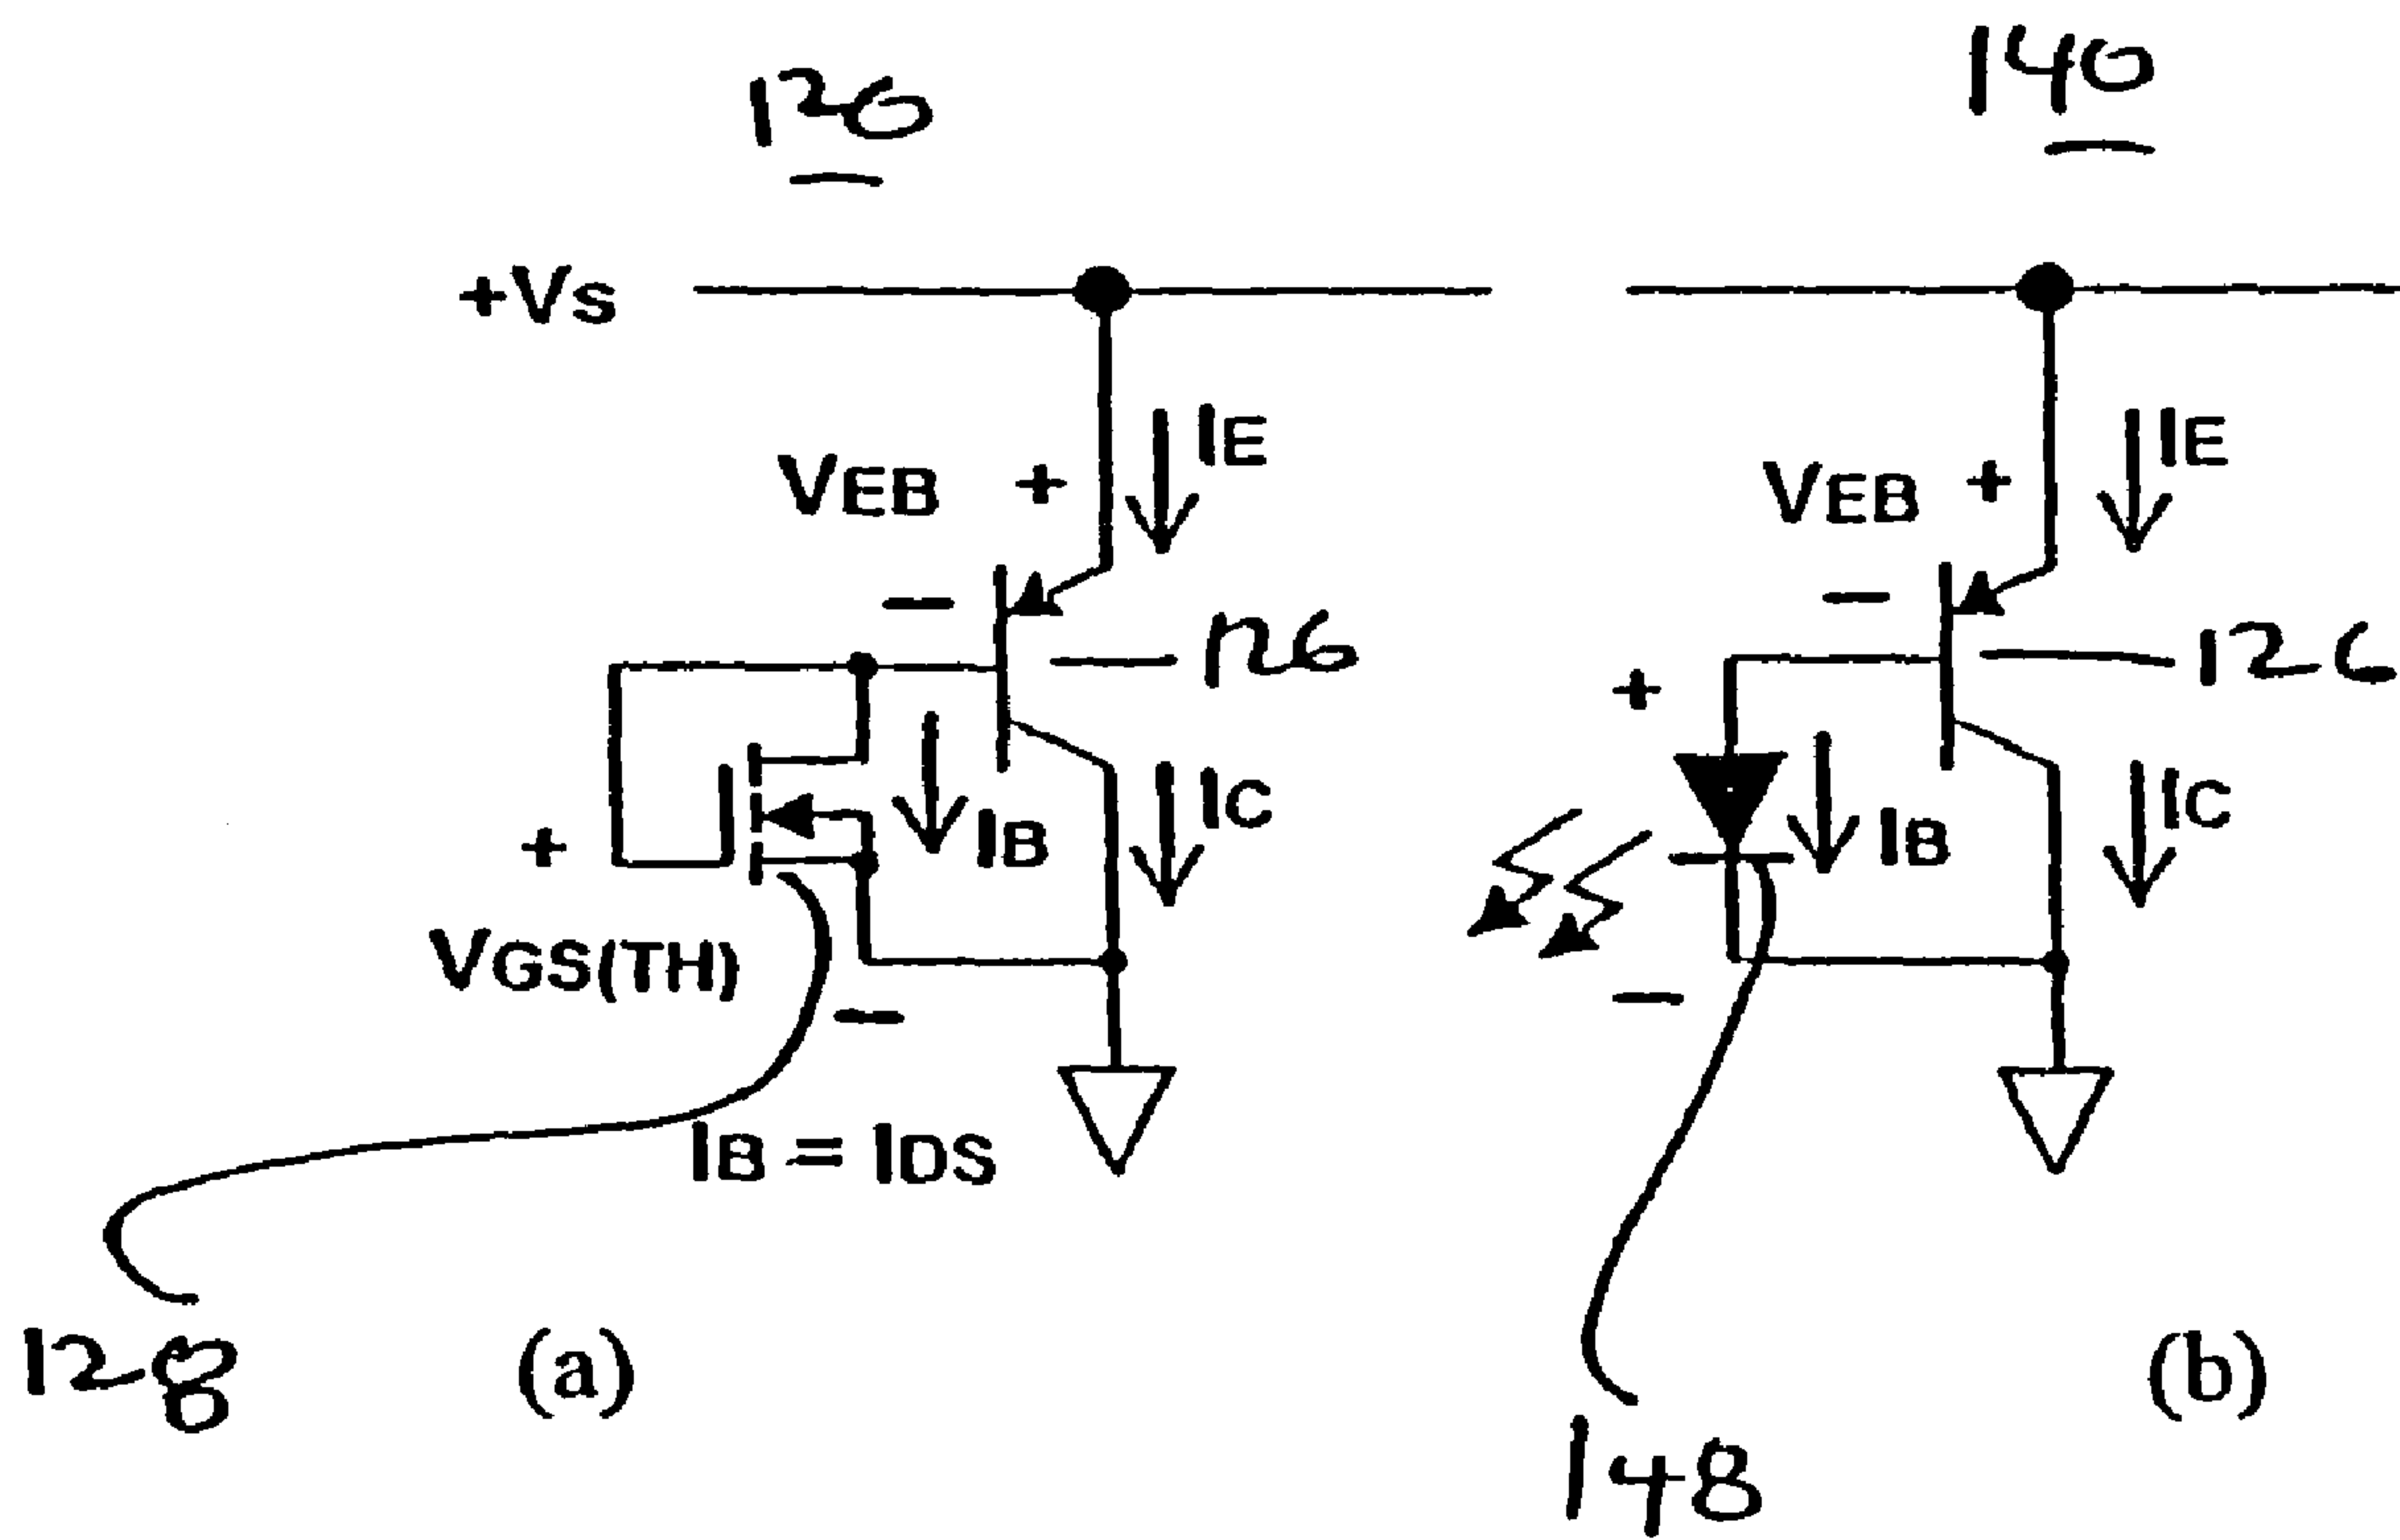 120
140
+Vs
IE
IE
VEB +
VEB +
−
−
126
126
+
+
IC
IC
IB
IB
+
VGS(TH)
−
−
IB = IDS
128
(a)
(b)
148